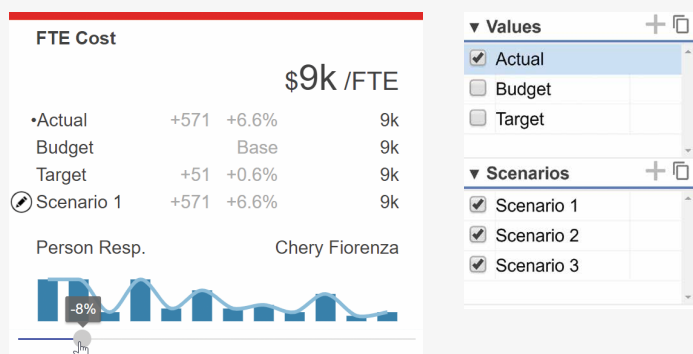 FTE Cost
$9k /FTE
•Actual +571 +6.6% 9k
Budget Base 9k
Target +51 +0.6% 9k
Scenario 1 +571 +6.6% 9k
Person Resp. Chery Fiorenza
-8%
▼ Values
Actual
Budget
Target
▼ Scenarios
Scenario 1
Scenario 2
Scenario 3